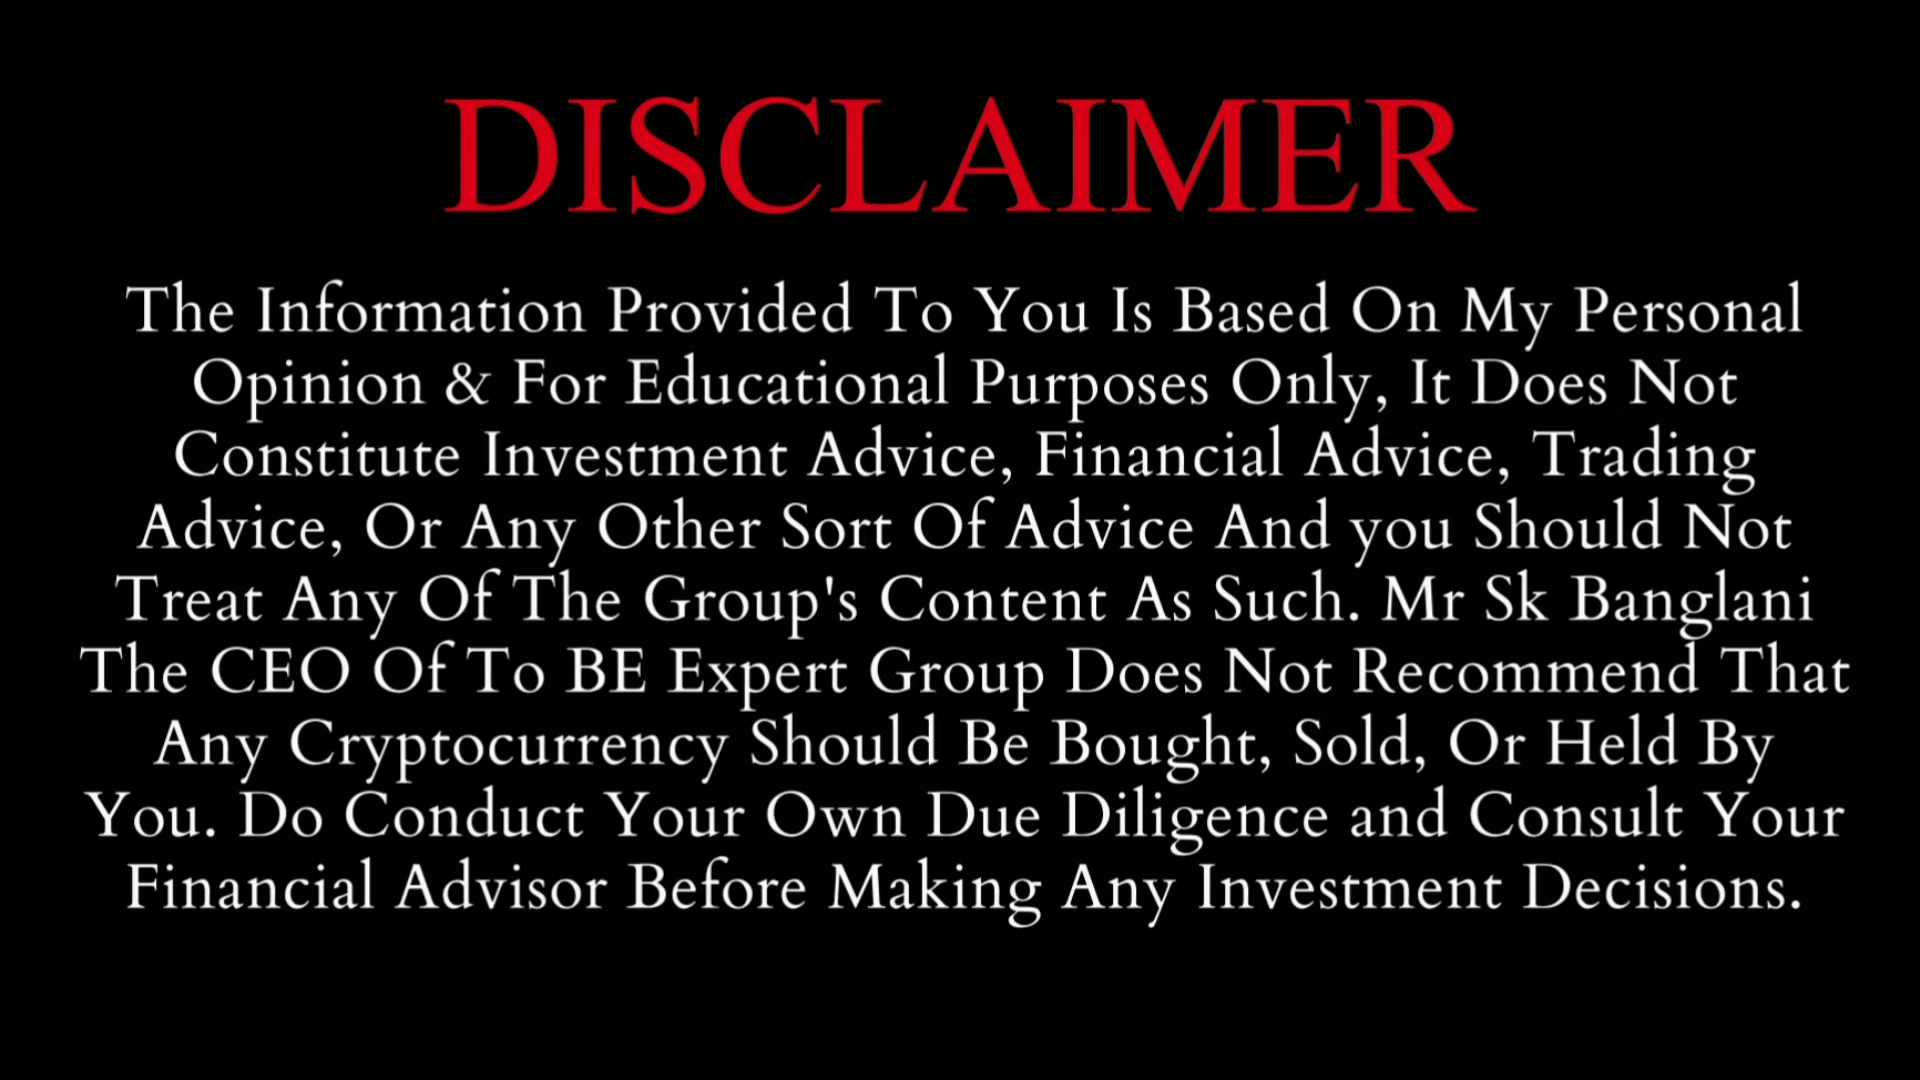 DISCLAIMER
The Information Provided To You Is Based On My Personal
Opinion & For Educational Purposes Only, It Does Not
Constitute Investment Advice, Financial Advice, Trading
Advice, Or Any Other Sort Of Advice And you Should Not
Treat Any Of The Group's Content As Such. Mr Sk Banglani
The CEO Of To BE Expert Group Does Not Recommend That
Any Cryptocurrency Should Be Bought, Sold, Or Held By
You. Do Conduct Your Own Due Diligence and Consult Your
Financial Advisor Before Making Any Investment Decisions.